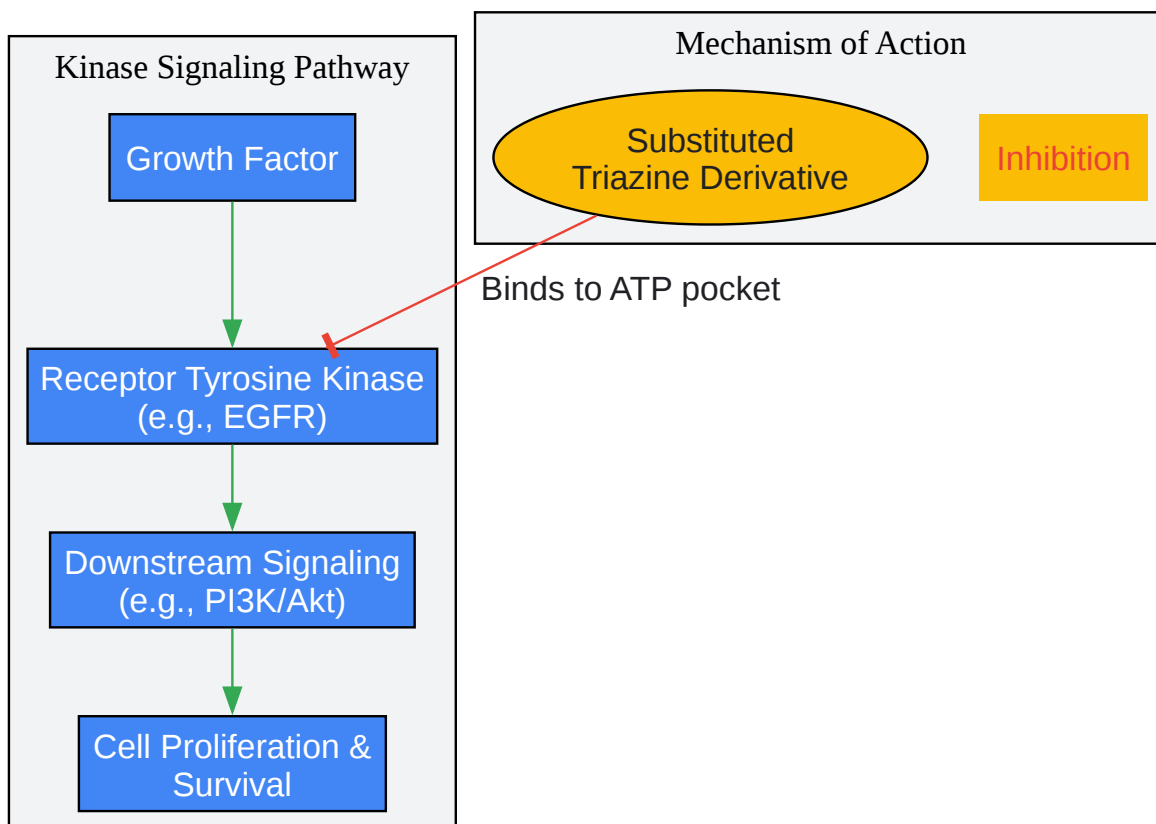 Kinase Signaling Pathway
Growth Factor
Receptor Tyrosine Kinase
(e.g., EGFR)
Downstream Signaling
(e.g., PI3K/Akt)
Cell Proliferation &
Survival
Mechanism of Action
Substituted
Triazine Derivative
Inhibition
Binds to ATP pocket